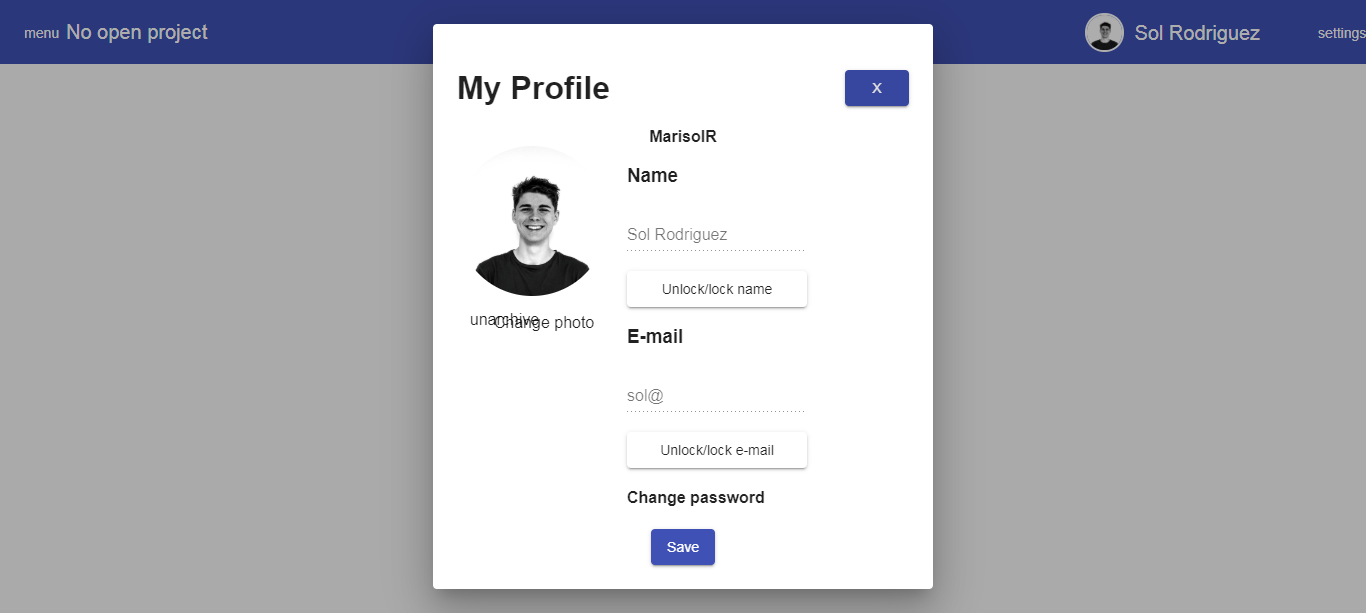 menu No open project
Sol Rodriguez
settings
My Profile
X
MarisolR
Name
Sol Rodriguez
Unlock/lock name
unarchive
Change photo
E-mail
sol@
Unlock/lock e-mail
Change password
Save